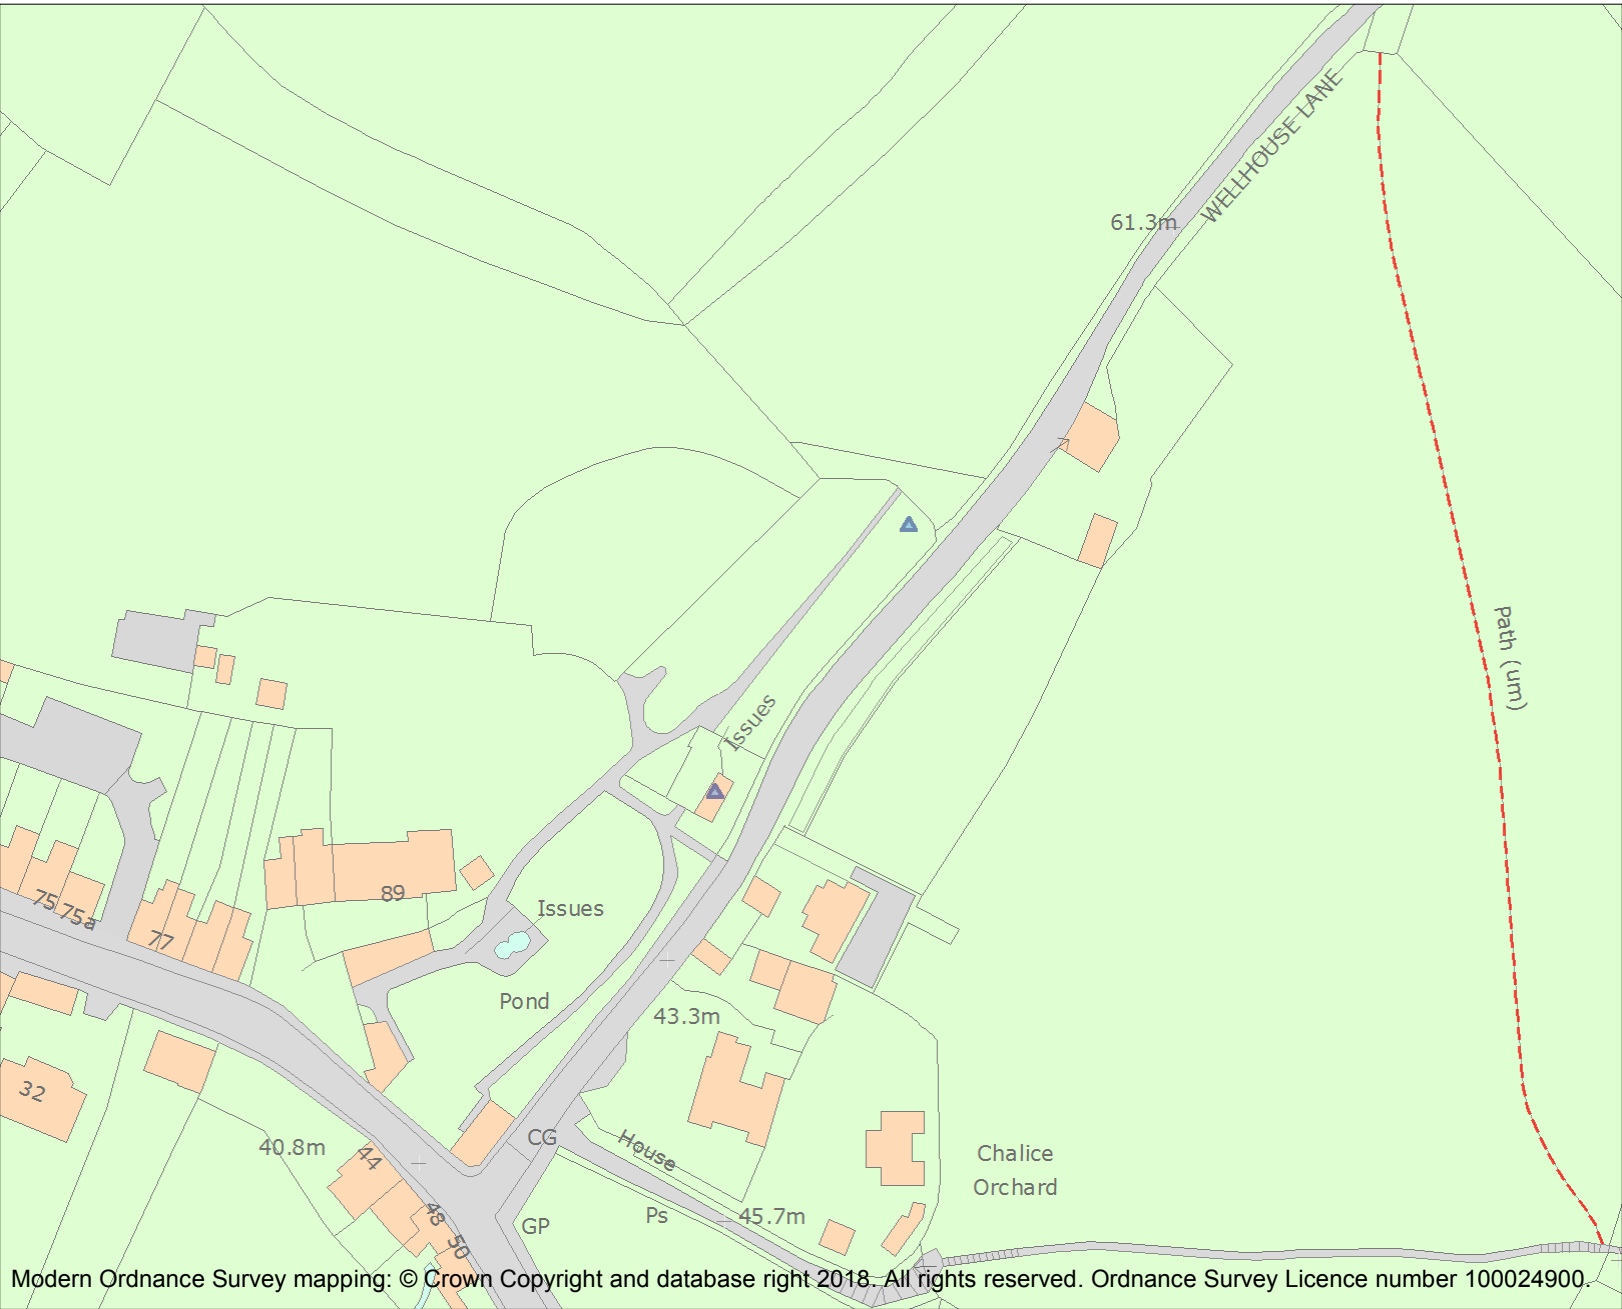 WELLHOUSE LANE
61.3m
Path (um)
Issues
75
75a
77
89
Issues
Pond
43.3m
32
40.8m
44
CG
House
Chalice
Orchard
48
50
GP
Ps
45.7m
Modern Ordnance Survey mapping: © Crown Copyright and database right 2018. All rights reserved. Ordnance Survey Licence number 100024900.